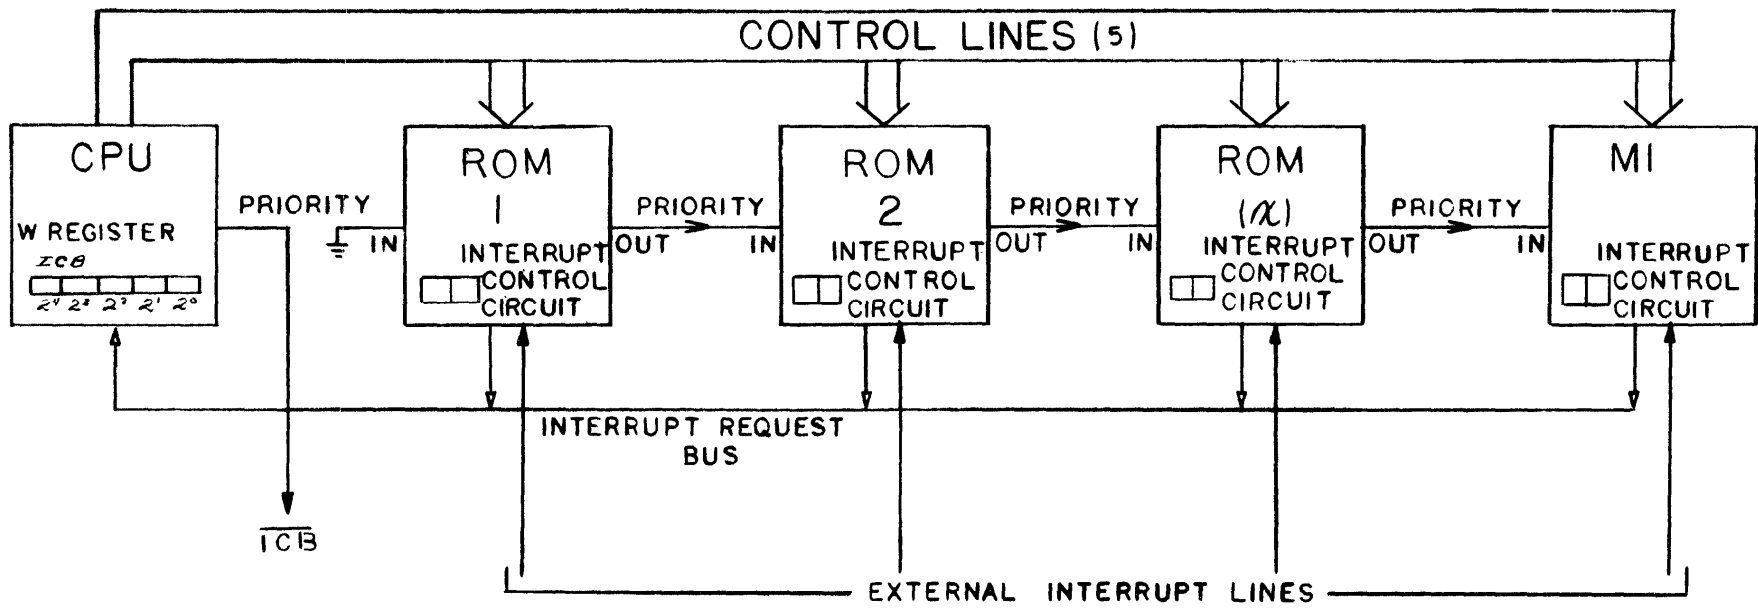 CONTROL LINES (5)
CPU
W REGISTER
ICB
2⁴ 2³ 2² 2¹ 2⁰
PRIORITY
IN
ROM
1
INTERRUPT
CONTROL
CIRCUIT
PRIORITY
OUT IN
ROM
2
INTERRUPT
CONTROL
CIRCUIT
PRIORITY
OUT IN
ROM
(x)
INTERRUPT
CONTROL
CIRCUIT
PRIORITY
OUT IN
MI
INTERRUPT
CONTROL
CIRCUIT
INTERRUPT REQUEST
BUS
ICB
EXTERNAL INTERRUPT LINES